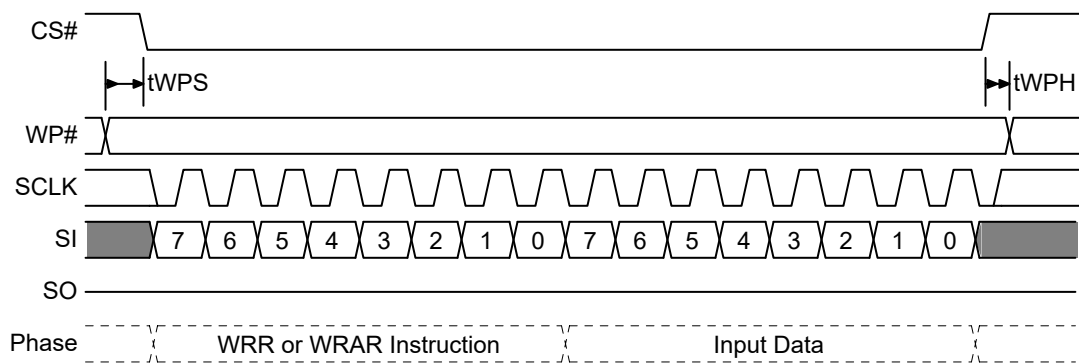 CS#
tWPS tWPH
WP#
SCLK
SI 7 6 5 4 3 2 1 0 7 6 5 4 3 2 1 0
SO
Phase WRR or WRAR Instruction Input Data